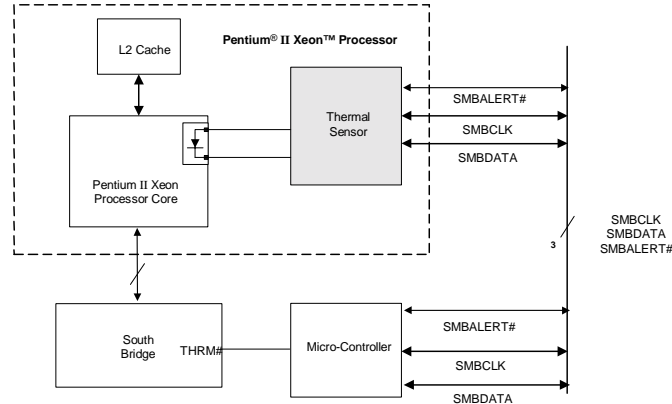 Pentium® II Xeon™ Processor
L2 Cache
Thermal
Sensor
SMBALERT#
SMBCLK
SMBDATA
Pentium II Xeon
Processor Core
3
SMBCLK
SMBDATA
SMBALERT#
South
Bridge
THRM#
Micro-Controller
SMBALERT#
SMBCLK
SMBDATA